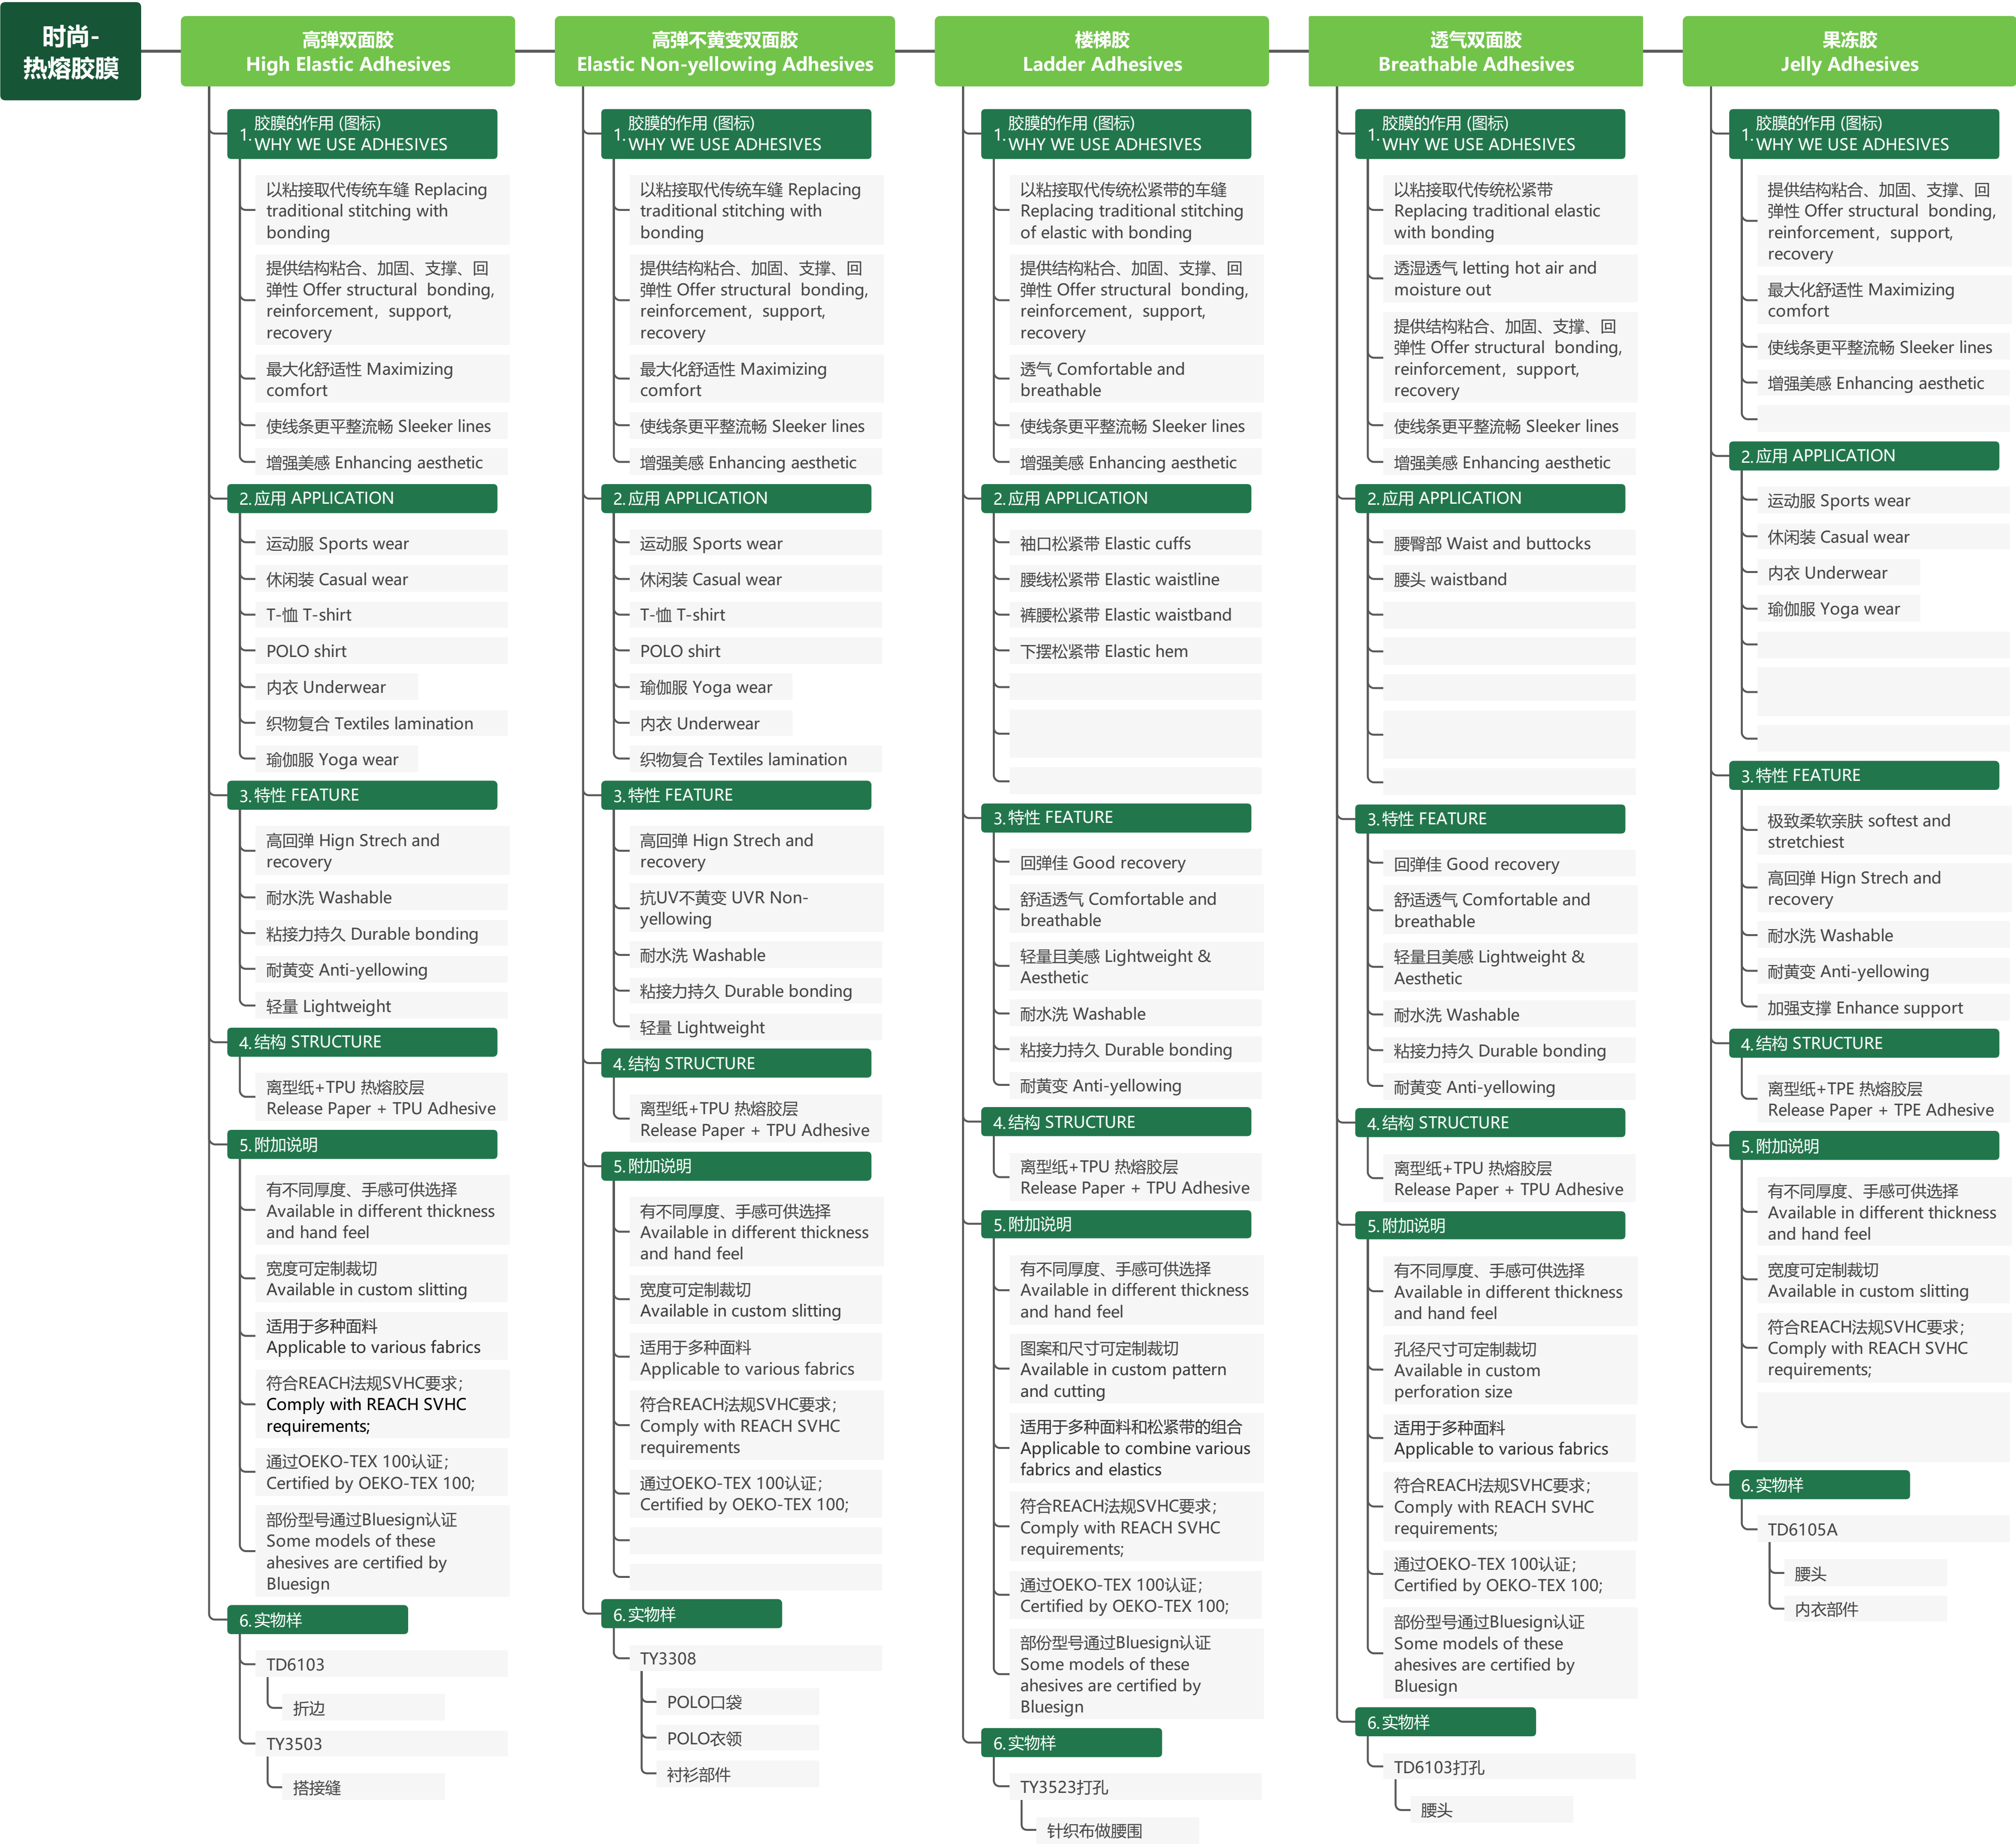 时尚-
热熔胶膜
高弹双面胶
High Elastic Adhesives
1.
胶膜的作用 (图标)
WHY WE USE ADHESIVES
以粘接取代传统车缝 Replacing
traditional stitching with
bonding
提供结构粘合、加固、支撑、回
弹性 Offer structural  bonding,
reinforcement，support,
recovery
最大化舒适性 Maximizing
comfort
使线条更平整流畅 Sleeker lines
增强美感 Enhancing aesthetic
2.应用 APPLICATION
运动服 Sports wear
休闲装 Casual wear
T-恤 T-shirt
POLO shirt
内衣 Underwear
织物复合 Textiles lamination
瑜伽服 Yoga wear
3.特性 FEATURE
高回弹 Hign Strech and
recovery
耐水洗 Washable
粘接力持久 Durable bonding
耐黄变 Anti-yellowing
轻量 Lightweight
4.结构 STRUCTURE
离型纸+TPU 热熔胶层
Release Paper + TPU Adhesive
5.附加说明
有不同厚度、手感可供选择
Available in different thickness
and hand feel
宽度可定制裁切
Available in custom slitting
适用于多种面料
Applicable to various fabrics
符合REACH法规SVHC要求；
Comply with REACH SVHC
requirements;
通过OEKO-TEX 100认证；
Certified by OEKO-TEX 100;
部份型号通过Bluesign认证
Some models of these
ahesives are certified by
Bluesign
6.实物样
TD6103
折边
TY3503
搭接缝
高弹不黄变双面胶
Elastic Non-yellowing Adhesives
1.
胶膜的作用 (图标)
WHY WE USE ADHESIVES
以粘接取代传统车缝 Replacing
traditional stitching with
bonding
提供结构粘合、加固、支撑、回
弹性 Offer structural  bonding,
reinforcement，support,
recovery
最大化舒适性 Maximizing
comfort
使线条更平整流畅 Sleeker lines
增强美感 Enhancing aesthetic
2.应用 APPLICATION
运动服 Sports wear
休闲装 Casual wear
T-恤 T-shirt
POLO shirt
瑜伽服 Yoga wear
内衣 Underwear
织物复合 Textiles lamination
3.特性 FEATURE
高回弹 Hign Strech and
recovery
抗UV不黄变 UVR Non-
yellowing
耐水洗 Washable
粘接力持久 Durable bonding
轻量 Lightweight
4.结构 STRUCTURE
离型纸+TPU 热熔胶层
Release Paper + TPU Adhesive
5.附加说明
有不同厚度、手感可供选择
Available in different thickness
and hand feel
宽度可定制裁切
Available in custom slitting
适用于多种面料
Applicable to various fabrics
符合REACH法规SVHC要求；
Comply with REACH SVHC
requirements
通过OEKO-TEX 100认证；
Certified by OEKO-TEX 100;
6.实物样
TY3308
POLO口袋
POLO衣领
衬衫部件
楼梯胶
Ladder Adhesives
1.
胶膜的作用 (图标)
WHY WE USE ADHESIVES
以粘接取代传统松紧带的车缝
Replacing traditional stitching
of elastic with bonding
提供结构粘合、加固、支撑、回
弹性 Offer structural  bonding,
reinforcement，support,
recovery
透气 Comfortable and
breathable
使线条更平整流畅 Sleeker lines
增强美感 Enhancing aesthetic
2.应用 APPLICATION
袖口松紧带 Elastic cuffs
腰线松紧带 Elastic waistline
裤腰松紧带 Elastic waistband
下摆松紧带 Elastic hem
3.特性 FEATURE
回弹佳 Good recovery
舒适透气 Comfortable and
breathable
轻量且美感 Lightweight &
Aesthetic
耐水洗 Washable
粘接力持久 Durable bonding
耐黄变 Anti-yellowing
4.结构 STRUCTURE
离型纸+TPU 热熔胶层
Release Paper + TPU Adhesive
5.附加说明
有不同厚度、手感可供选择
Available in different thickness
and hand feel
图案和尺寸可定制裁切
Available in custom pattern
and cutting
适用于多种面料和松紧带的组合
Applicable to combine various
fabrics and elastics
符合REACH法规SVHC要求；
Comply with REACH SVHC
requirements;
通过OEKO-TEX 100认证；
Certified by OEKO-TEX 100;
部份型号通过Bluesign认证
Some models of these
ahesives are certified by
Bluesign
6.实物样
TY3523打孔
针织布做腰围
透气双面胶
Breathable Adhesives
1.
胶膜的作用 (图标)
WHY WE USE ADHESIVES
以粘接取代传统松紧带
Replacing traditional elastic
with bonding
透湿透气 letting hot air and
moisture out
提供结构粘合、加固、支撑、回
弹性 Offer structural  bonding,
reinforcement，support,
recovery
使线条更平整流畅 Sleeker lines
增强美感 Enhancing aesthetic
2.应用 APPLICATION
腰臀部 Waist and buttocks
腰头 waistband
3.特性 FEATURE
回弹佳 Good recovery
舒适透气 Comfortable and
breathable
轻量且美感 Lightweight &
Aesthetic
耐水洗 Washable
粘接力持久 Durable bonding
耐黄变 Anti-yellowing
4.结构 STRUCTURE
离型纸+TPU 热熔胶层
Release Paper + TPU Adhesive
5.附加说明
有不同厚度、手感可供选择
Available in different thickness
and hand feel
孔径尺寸可定制裁切
Available in custom
perforation size
适用于多种面料
Applicable to various fabrics
符合REACH法规SVHC要求；
Comply with REACH SVHC
requirements;
通过OEKO-TEX 100认证；
Certified by OEKO-TEX 100;
部份型号通过Bluesign认证
Some models of these
ahesives are certified by
Bluesign
6.实物样
TD6103打孔
腰头
果冻胶
Jelly Adhesives
1.
胶膜的作用 (图标)
WHY WE USE ADHESIVES
提供结构粘合、加固、支撑、回
弹性 Offer structural  bonding,
reinforcement，support,
recovery
最大化舒适性 Maximizing
comfort
使线条更平整流畅 Sleeker lines
增强美感 Enhancing aesthetic
2.应用 APPLICATION
运动服 Sports wear
休闲装 Casual wear
内衣 Underwear
瑜伽服 Yoga wear
3.特性 FEATURE
极致柔软亲肤 softest and
stretchiest
高回弹 Hign Strech and
recovery
耐水洗 Washable
耐黄变 Anti-yellowing
加强支撑 Enhance support
4.结构 STRUCTURE
离型纸+TPE 热熔胶层
Release Paper + TPE Adhesive
5.附加说明
有不同厚度、手感可供选择
Available in different thickness
and hand feel
宽度可定制裁切
Available in custom slitting
符合REACH法规SVHC要求；
Comply with REACH SVHC
requirements;
6.实物样
TD6105A
腰头
内衣部件